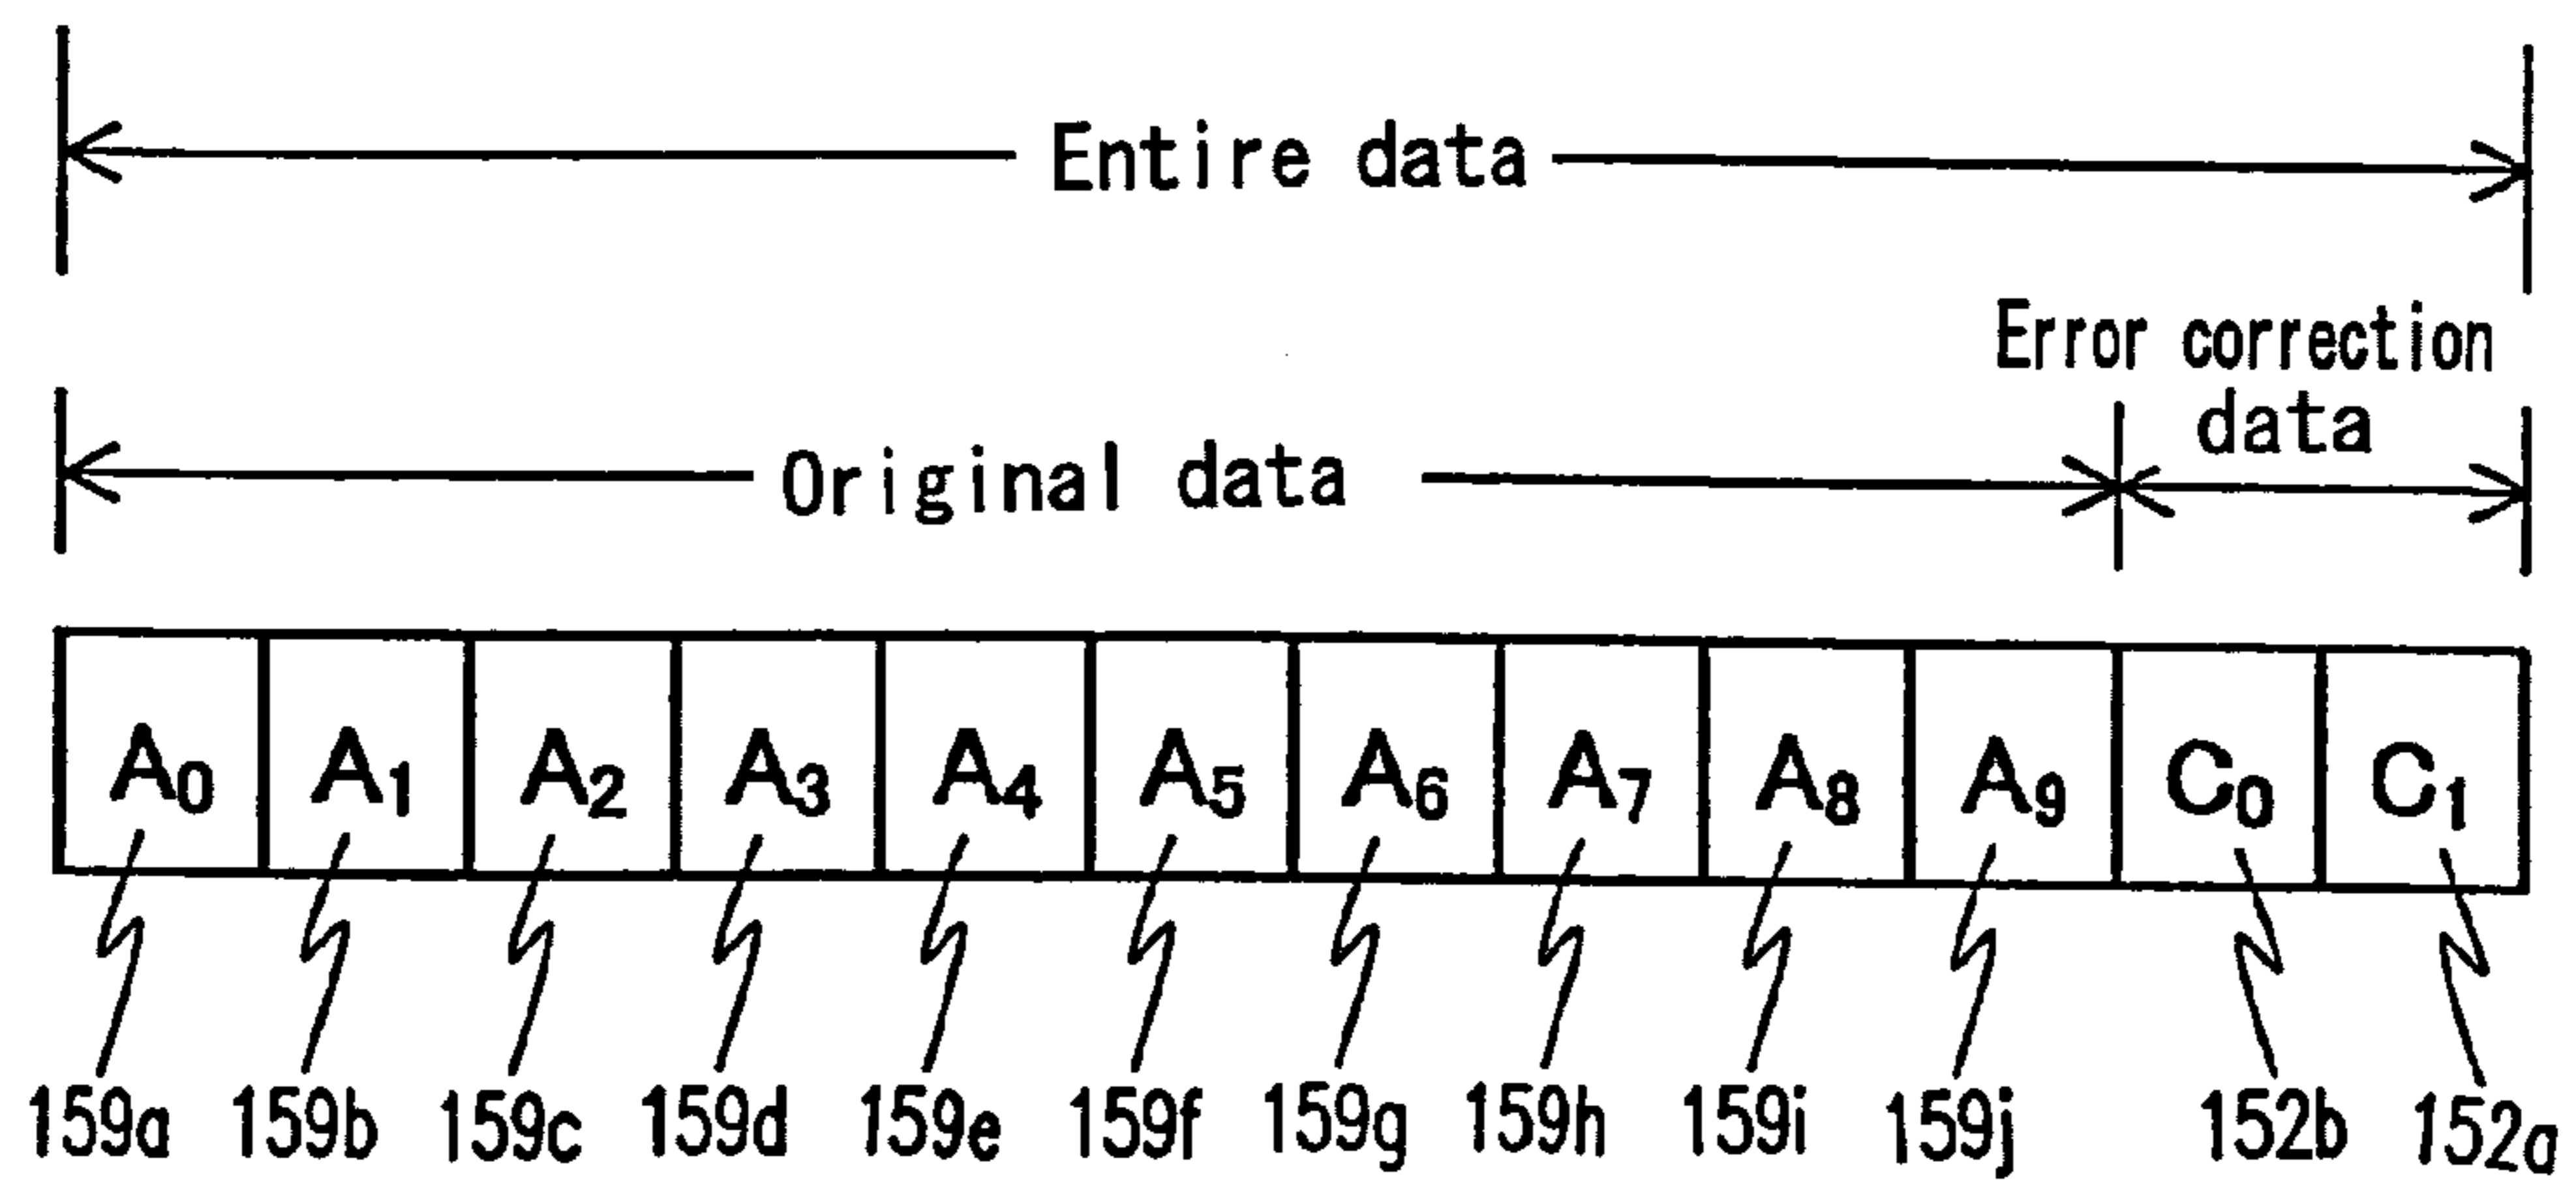 Entire data
Error correction
data
Original data
A0 A1 A2 A3 A4 A5 A6 A7 A8 A9 C0 C1
159a 159b 159c 159d 159e 159f 159g 159h 159i 159j 152b 152a